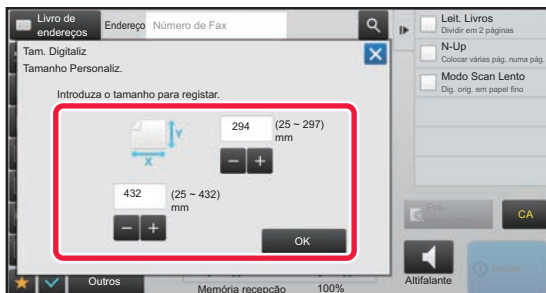 Livro de
endereços
Endereço
Número de Fax
Tam. Digitaliz
Tamanho Personaliz.
Introduza o tamanho para registar.
Y
X
294
(25 ~ 297)
mm
432
(25 ~ 432)
mm
OK
Outros
Memória recepção
100%
Leit. Livros
Dividir em 2 páginas
N-Up
Colocar várias pág. numa pág.
Modo Scan Lento
Dig. orig. em papel fino
CA
Altifalante
Iniciar